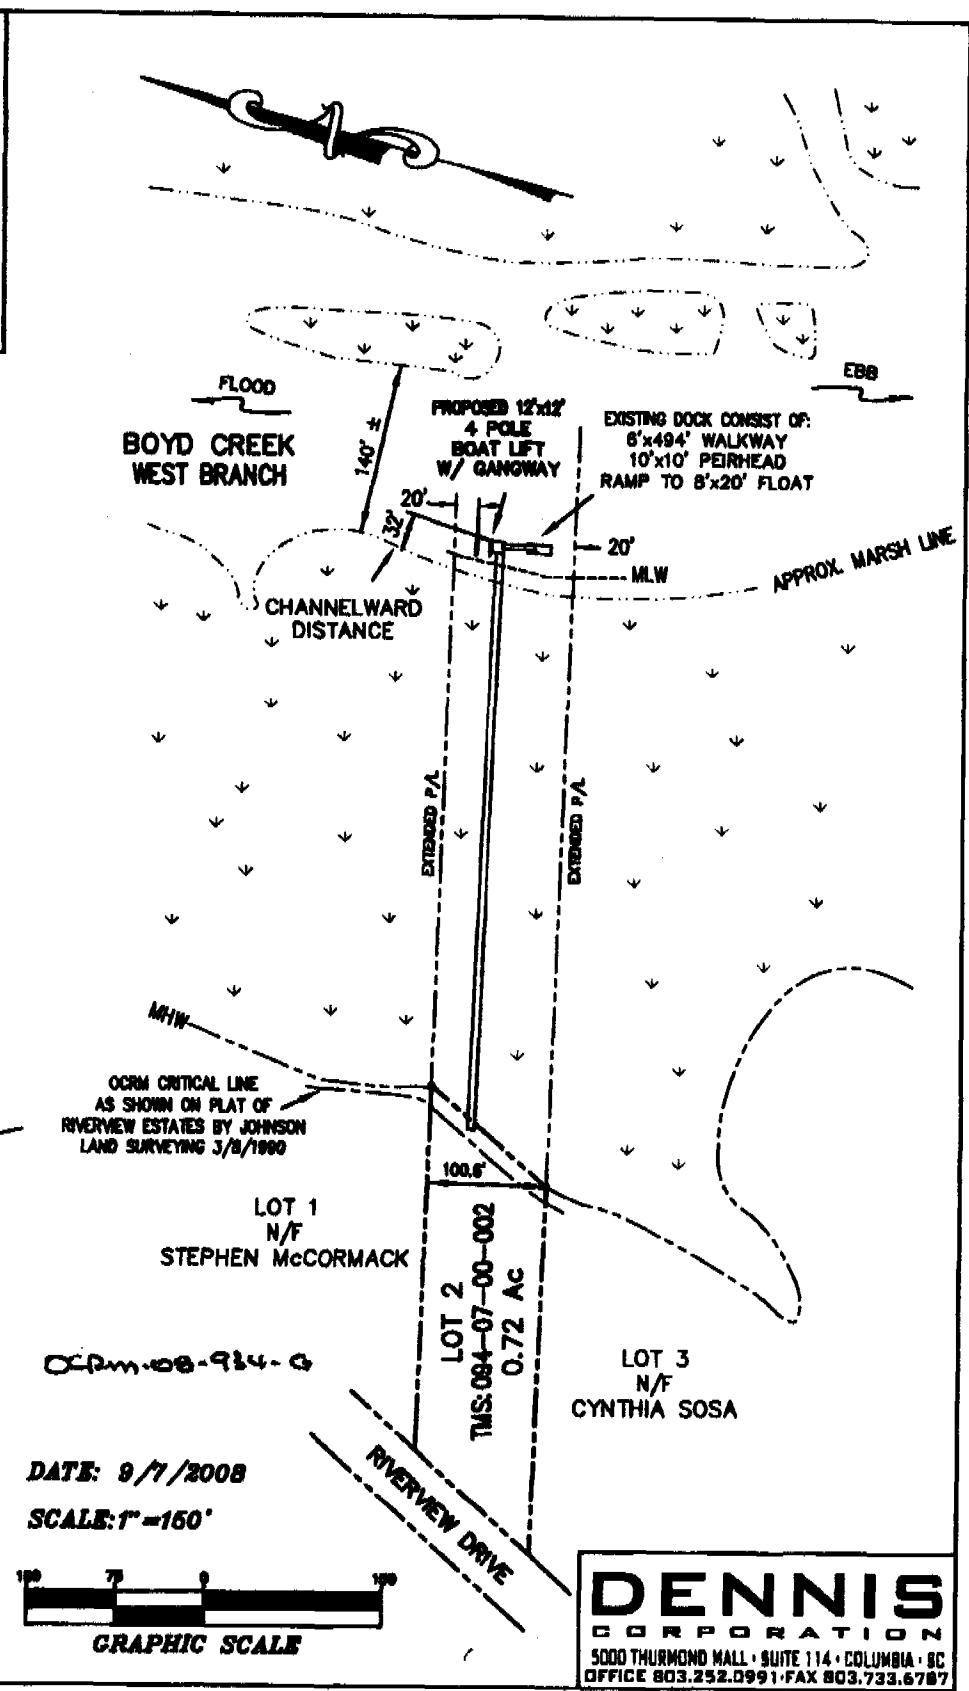 FLOOD
EBB
BOYD CREEK
WEST BRANCH
140' ±
PROPOSED 12'x12'
4 POLE
BOAT LIFT
W/ GANGWAY
EXISTING DOCK CONSIST OF:
6'x494' WALKWAY
10'x10' PEIRHEAD
RAMP TO 8'x20' FLOAT
20'
32'
20'
MLW
APPROX. MARSH LINE
CHANNELWARD
DISTANCE
EXTENDED P/L
EXTENDED P/L
MHW
OCRM CRITICAL LINE
AS SHOWN ON PLAT OF
RIVERVIEW ESTATES BY JOHNSON
LAND SURVEYING 3/8/1990
100.6'
LOT 1
N/F
STEPHEN McCORMACK
LOT 2
TMS: 094-07-00-002
0.72 Ac
LOT 3
N/F
CYNTHIA SOSA
OCRM-08-934-G
RIVERVIEW DRIVE
DATE: 9/7/2008
SCALE: 1"=150'
150 75 0 150
GRAPHIC SCALE
DENNIS
CORPORATION
5000 THURMOND MALL · SUITE 114 · COLUMBIA · SC
OFFICE 803.252.0991 · FAX 803.733.6787